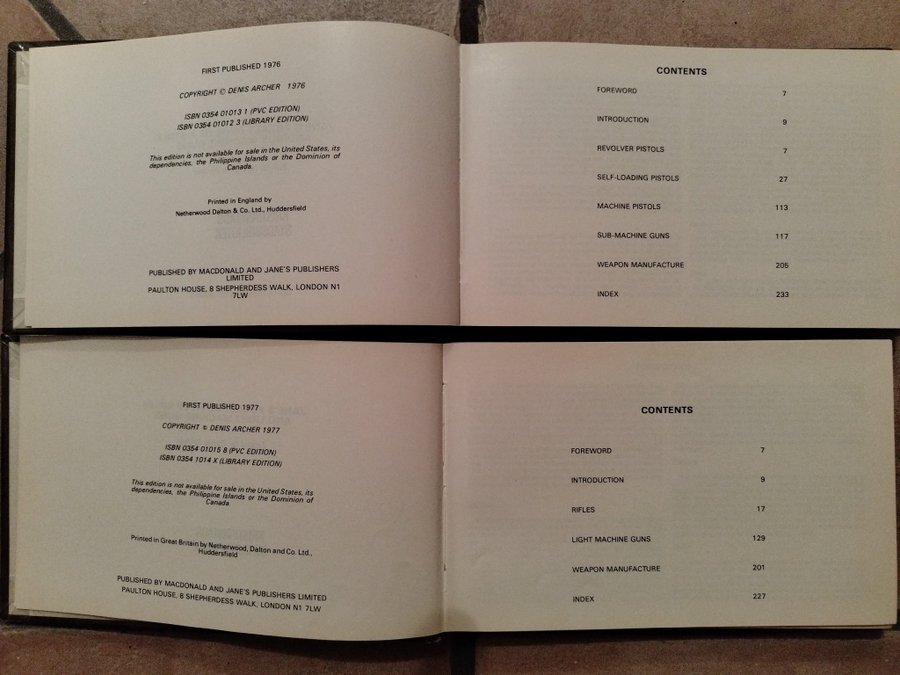 FIRST PUBLISHED 1976
COPYRIGHT © DENIS ARCHER 1976
ISBN 0354 01013 1 (PVC EDITION)
ISBN 0354 01012 3 (LIBRARY EDITION)
This edition is not available for sale in the United States, its
dependencies, the Philippine Islands or the Dominion of
Canada.
Printed in England by
Netherwood Dalton & Co. Ltd., Huddersfield
PUBLISHED BY MACDONALD AND JANE'S PUBLISHERS
LIMITED
PAULTON HOUSE, 8 SHEPHERDESS WALK, LONDON N1
7LW
CONTENTS
FOREWORD 7
INTRODUCTION 9
REVOLVER PISTOLS 7
SELF-LOADING PISTOLS 27
MACHINE PISTOLS 113
SUB-MACHINE GUNS 117
WEAPON MANUFACTURE 205
INDEX 233
FIRST PUBLISHED 1977
COPYRIGHT © DENIS ARCHER 1977
ISBN 0354 01015 8 (PVC EDITION)
ISBN 0354 1014 X (LIBRARY EDITION)
This edition is not available for sale in the United States, its
dependencies, the Philippine Islands or the Dominion of
Canada
Printed in Great Britain by Netherwood, Dalton and Co. Ltd.,
Huddersfield
PUBLISHED BY MACDONALD AND JANE'S PUBLISHERS LIMITED
PAULTON HOUSE, 8 SHEPHERDESS WALK, LONDON N1 7LW
CONTENTS
FOREWORD 7
INTRODUCTION 9
RIFLES 17
LIGHT MACHINE GUNS 129
WEAPON MANUFACTURE 201
INDEX 227